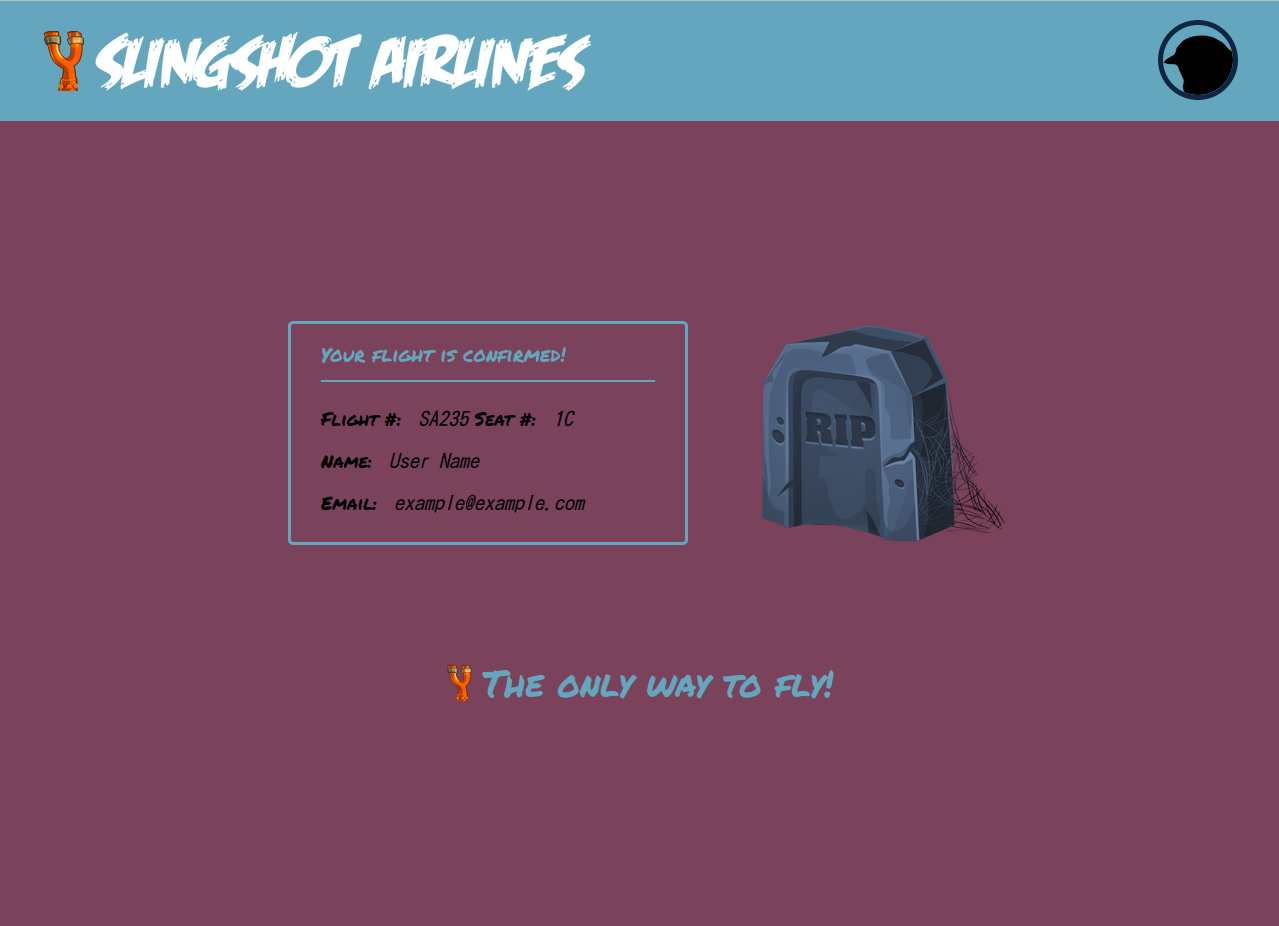 SLINGSHOT AIRLINES
Your flight is confirmed!
Flight #: SA235 Seat #: 1C
Name: User Name
Email: example@example.com
RIP
The only way to fly!